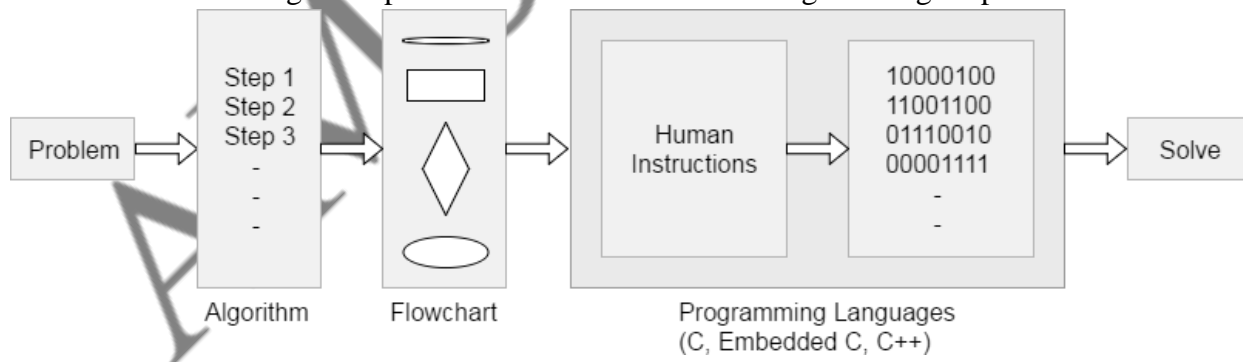 Problem
Step 1
Step 2
Step 3
-
-
-
Algorithm
Flowchart
Human
Instructions
10000100
11001100
01110010
00001111
-
-
Programming Languages
(C, Embedded C, C++)
Solve